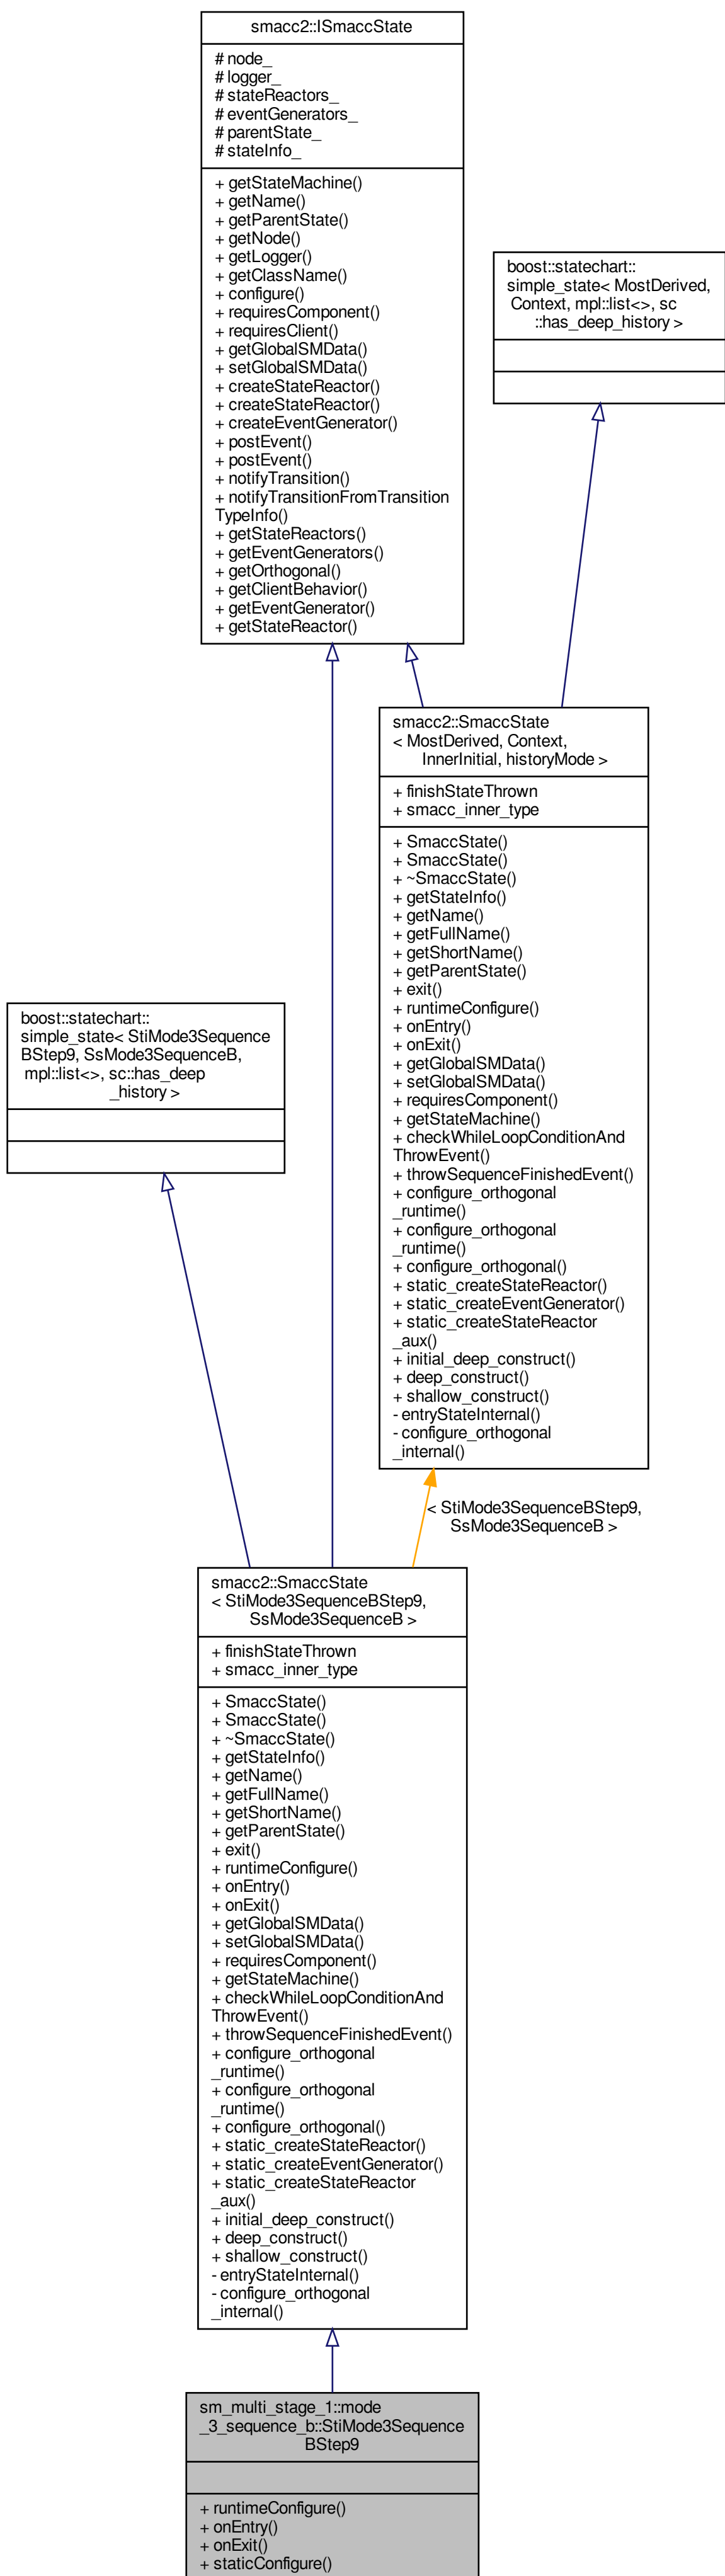 smacc2::ISmaccState
# node_
# logger_
# stateReactors_
# eventGenerators_
# parentState_
# stateInfo_
+ getStateMachine()
+ getName()
+ getParentState()
+ getNode()
+ getLogger()
+ getClassName()
+ configure()
+ requiresComponent()
+ requiresClient()
+ getGlobalSMData()
+ setGlobalSMData()
+ createStateReactor()
+ createStateReactor()
+ createEventGenerator()
+ postEvent()
+ postEvent()
+ notifyTransition()
+ notifyTransitionFromTransition
TypeInfo()
+ getStateReactors()
+ getEventGenerators()
+ getOrthogonal()
+ getClientBehavior()
+ getEventGenerator()
+ getStateReactor()
boost::statechart::
simple_state< MostDerived,
Context, mpl::list<>, sc
::has_deep_history >
smacc2::SmaccState
< MostDerived, Context,
InnerInitial, historyMode >
+ finishStateThrown
+ smacc_inner_type
+ SmaccState()
+ SmaccState()
+ ~SmaccState()
+ getStateInfo()
+ getName()
+ getFullName()
+ getShortName()
+ getParentState()
+ exit()
+ runtimeConfigure()
+ onEntry()
+ onExit()
+ getGlobalSMData()
+ setGlobalSMData()
+ requiresComponent()
+ getStateMachine()
+ checkWhileLoopConditionAnd
ThrowEvent()
+ throwSequenceFinishedEvent()
+ configure_orthogonal
_runtime()
+ configure_orthogonal
_runtime()
+ configure_orthogonal()
+ static_createStateReactor()
+ static_createEventGenerator()
+ static_createStateReactor
_aux()
+ initial_deep_construct()
+ deep_construct()
+ shallow_construct()
- entryStateInternal()
- configure_orthogonal
_internal()
boost::statechart::
simple_state< StiMode3Sequence
BStep9, SsMode3SequenceB,
mpl::list<>, sc::has_deep
_history >
< StiMode3SequenceBStep9,
SsMode3SequenceB >
smacc2::SmaccState
< StiMode3SequenceBStep9,
SsMode3SequenceB >
+ finishStateThrown
+ smacc_inner_type
+ SmaccState()
+ SmaccState()
+ ~SmaccState()
+ getStateInfo()
+ getName()
+ getFullName()
+ getShortName()
+ getParentState()
+ exit()
+ runtimeConfigure()
+ onEntry()
+ onExit()
+ getGlobalSMData()
+ setGlobalSMData()
+ requiresComponent()
+ getStateMachine()
+ checkWhileLoopConditionAnd
ThrowEvent()
+ throwSequenceFinishedEvent()
+ configure_orthogonal
_runtime()
+ configure_orthogonal
_runtime()
+ configure_orthogonal()
+ static_createStateReactor()
+ static_createEventGenerator()
+ static_createStateReactor
_aux()
+ initial_deep_construct()
+ deep_construct()
+ shallow_construct()
- entryStateInternal()
- configure_orthogonal
_internal()
sm_multi_stage_1::mode
_3_sequence_b::StiMode3Sequence
BStep9
+ runtimeConfigure()
+ onEntry()
+ onExit()
+ staticConfigure()